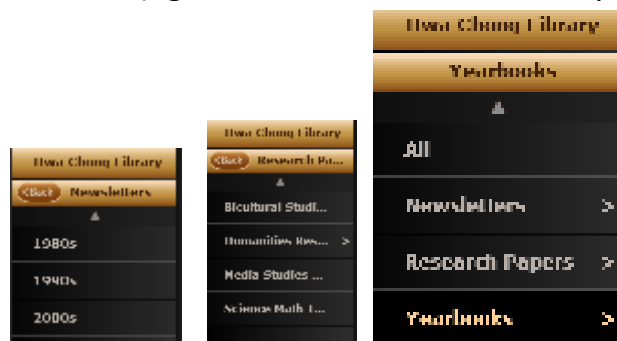 Hwa Chong Library
<Back Newsletters
1980s
1990s
2000s
Hwa Chong Library
<Back Research Pa...
Bicultural Studi...
Humanities Res... >
Media Studies ...
Science Math T...
Hwa Chong Library
Yearbooks
All
Newsletters >
Research Papers >
Yearbooks >